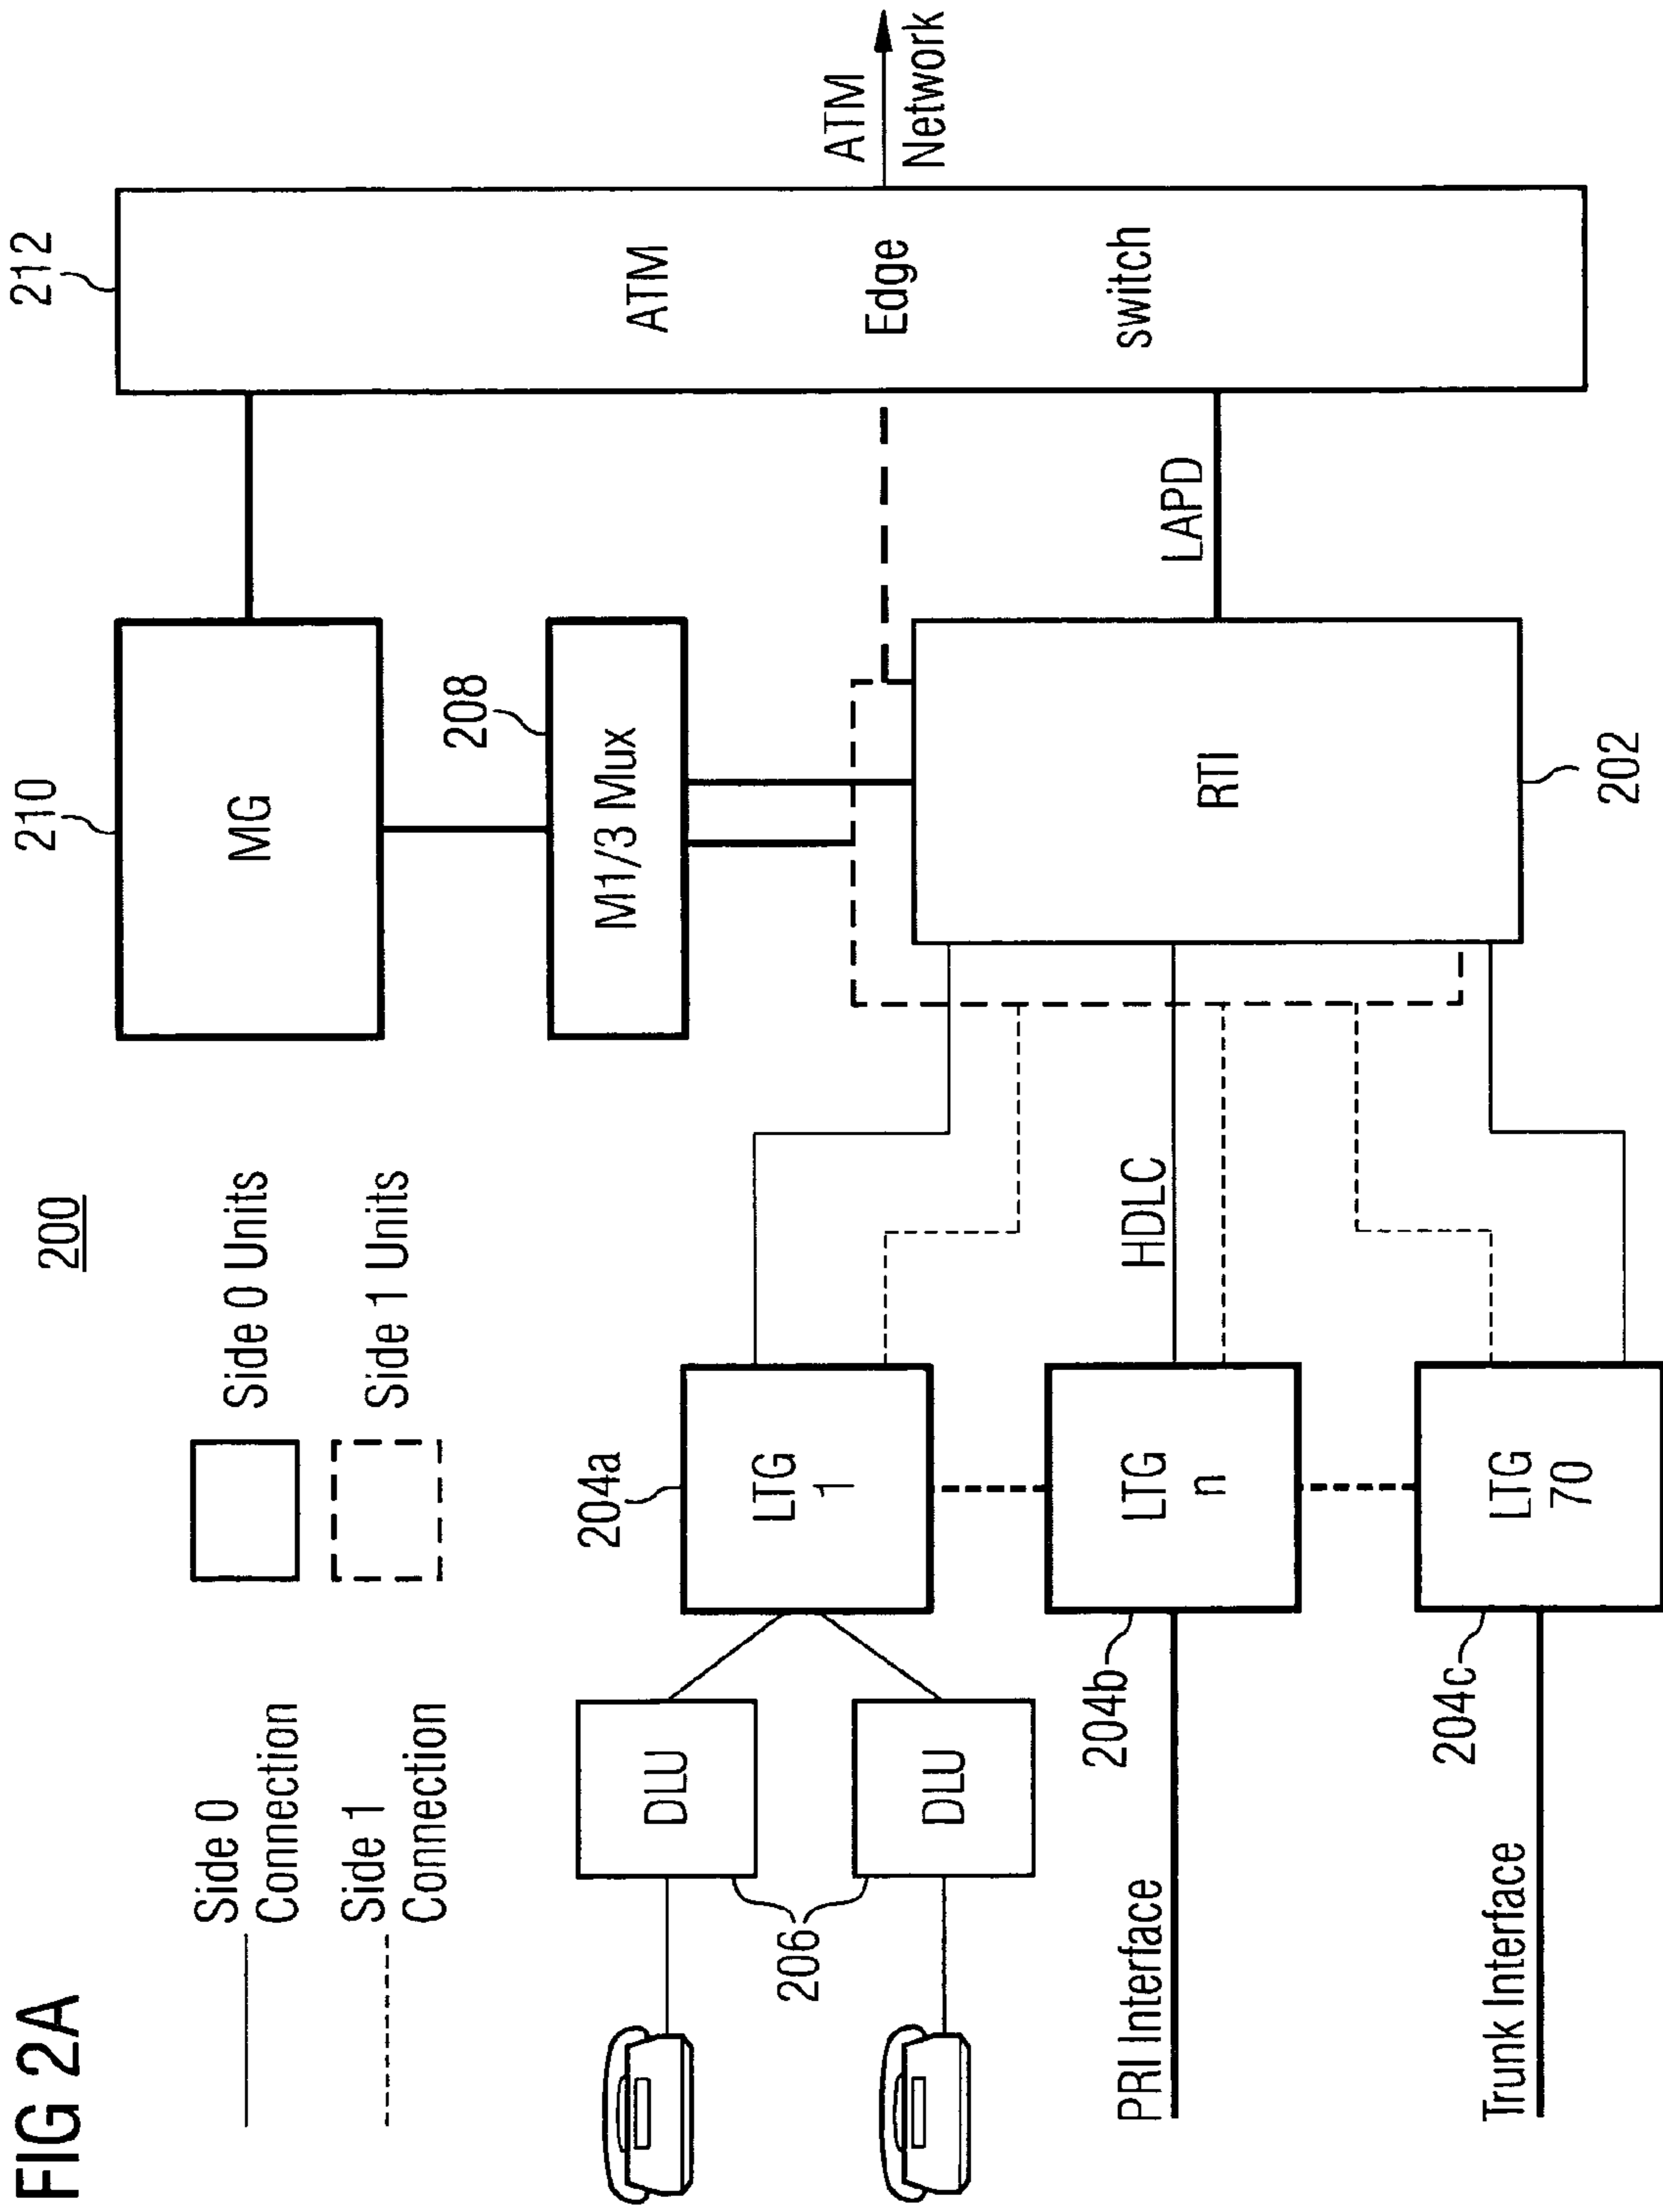 FIG 2A
200
Side 0
Connection
Side 1
Connection
Side 0 Units
Side 1 Units
210
MG
212
208
M1/3 Mux
ATM
Edge
switch
ATM
Network
204a
LTG
1
DLU
DLU
206
HDLC
RTI
202
LAPD
PRI Interface
204b
LTG
n
Trunk Interface
204c
LTG
70